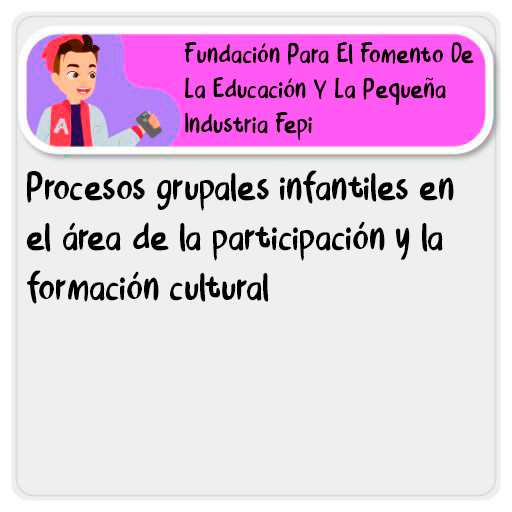 Fundación Para El Fomento De
La Educación Y La Pequeña
Industria Fepi
A
Procesos grupales infantiles en
el área de la participación y la
formación cultural